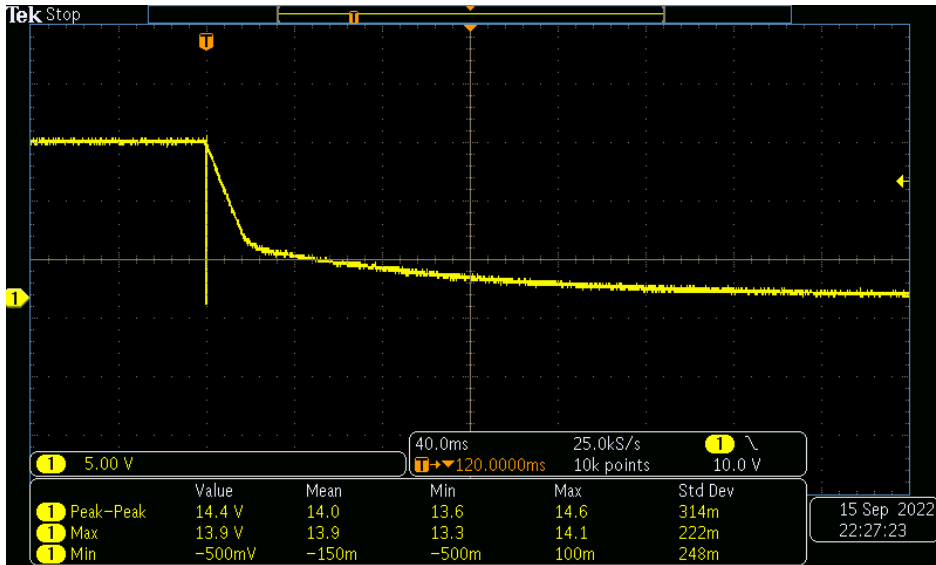 Tek Stop
T
T
1
1 5.00 V
40.0ms 25.0kS/s 1
T→▼120.0000ms 10k points 10.0 V
Value Mean Min Max Std Dev
1 Peak-Peak 14.4 V 14.0 13.6 14.6 314m
1 Max 13.9 V 13.9 13.3 14.1 222m
1 Min -500mV -150m -500m 100m 248m
15 Sep 2022
22:27:23